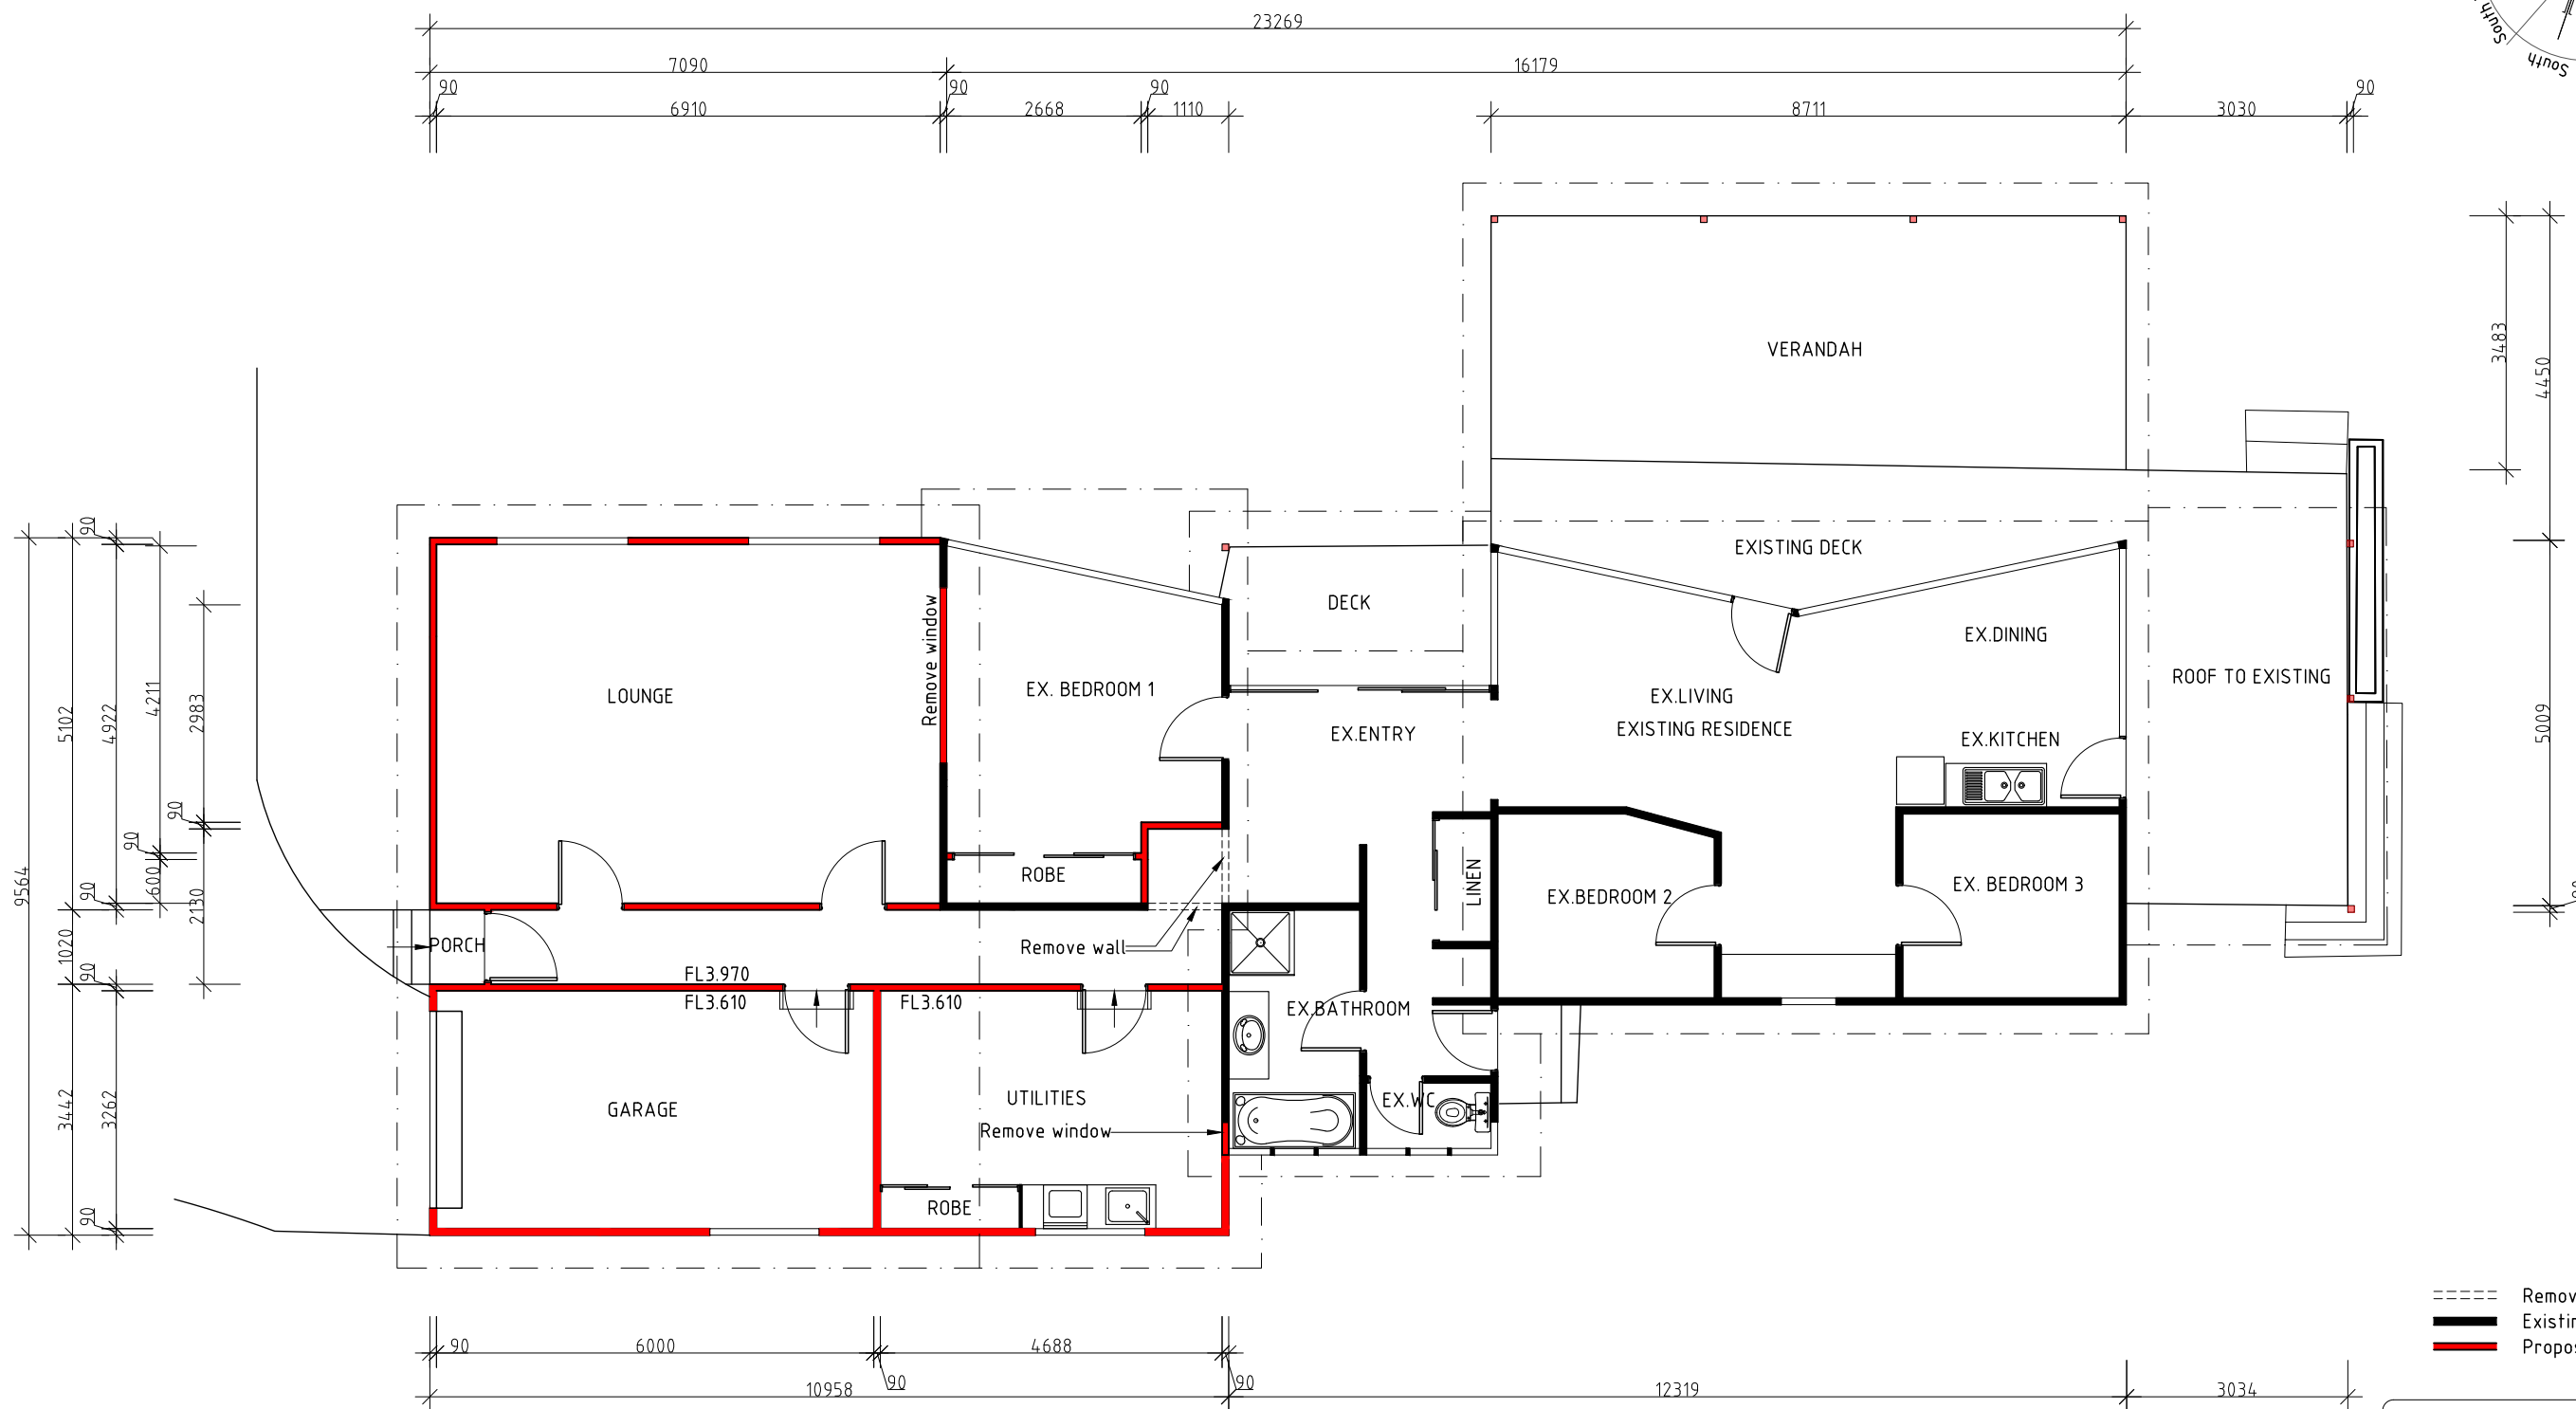 23269
7090
16179
90
90
90
90
6910
2668
1110
8711
3030
South
South
VERANDAH
3483
4450
EXISTING DECK
DECK
EX.DINING
Remove window
LOUNGE
EX. BEDROOM 1
EX.LIVING
EX.ENTRY
EXISTING RESIDENCE
EX.KITCHEN
ROOF TO EXISTING
5009
90
5102
4922
4211
2983
90
90
9564
90
600
2130
ROBE
LINEN
EX.BEDROOM 2
EX. BEDROOM 3
PORCH
1020
90
Remove wall
FL3.970
FL3.610
FL3.610
EX.BATHROOM
3442
3262
GARAGE
UTILITIES
EX.WC
Remove window
ROBE
90
90
6000
4688
90
90
10958
12319
3034